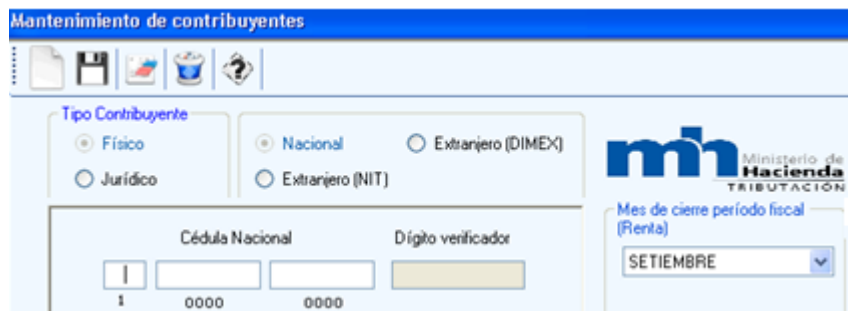 Mantenimiento de contribuyentes
Tipo Contribuyente
Físico
Nacional
Extranjero (DIMEX)
Jurídico
Extranjero (NIT)
mh
Ministerio de
Hacienda
TRIBUTACIÓN
Mes de cierre período fiscal
(Renta)
SETIEMBRE
Cédula Nacional
Dígito verificador
1
0000
0000